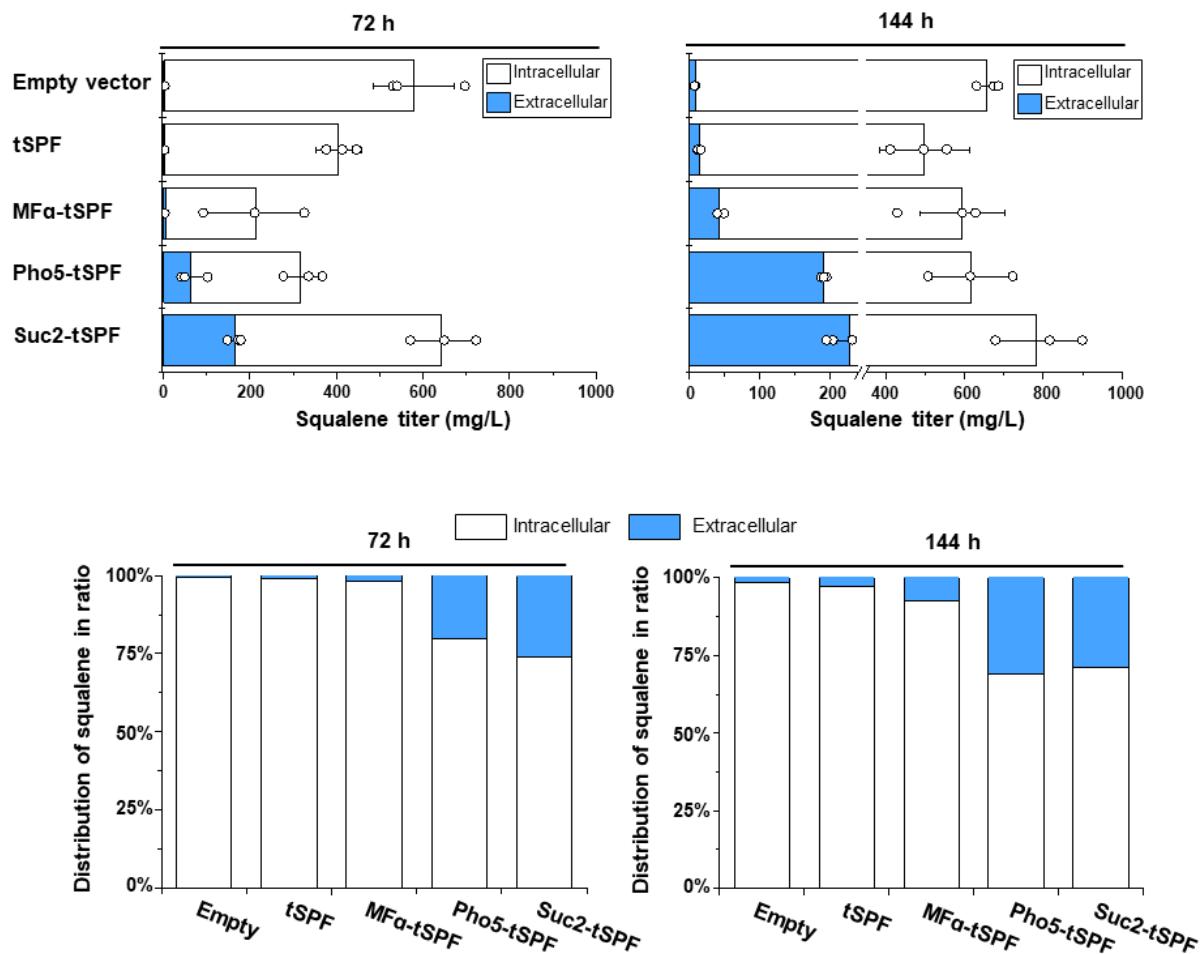 72 h
144 h
Empty vector
tSPF
MFα-tSPF
Pho5-tSPF
Suc2-tSPF
Intracellular
Extracellular
Intracellular
Extracellular
0 200 400 600 800 1000
0 100 200 400 600 800 1000
Squalene titer (mg/L)
Squalene titer (mg/L)
Intracellular Extracellular
72 h
144 h
Distribution of squalene in ratio
100%
75%
50%
25%
0%
Empty
tSPF
MFα-tSPF
Pho5-tSPF
Suc2-tSPF
Distribution of squalene in ratio
100%
75%
50%
25%
0%
Empty
tSPF
MFα-tSPF
Pho5-tSPF
Suc2-tSPF